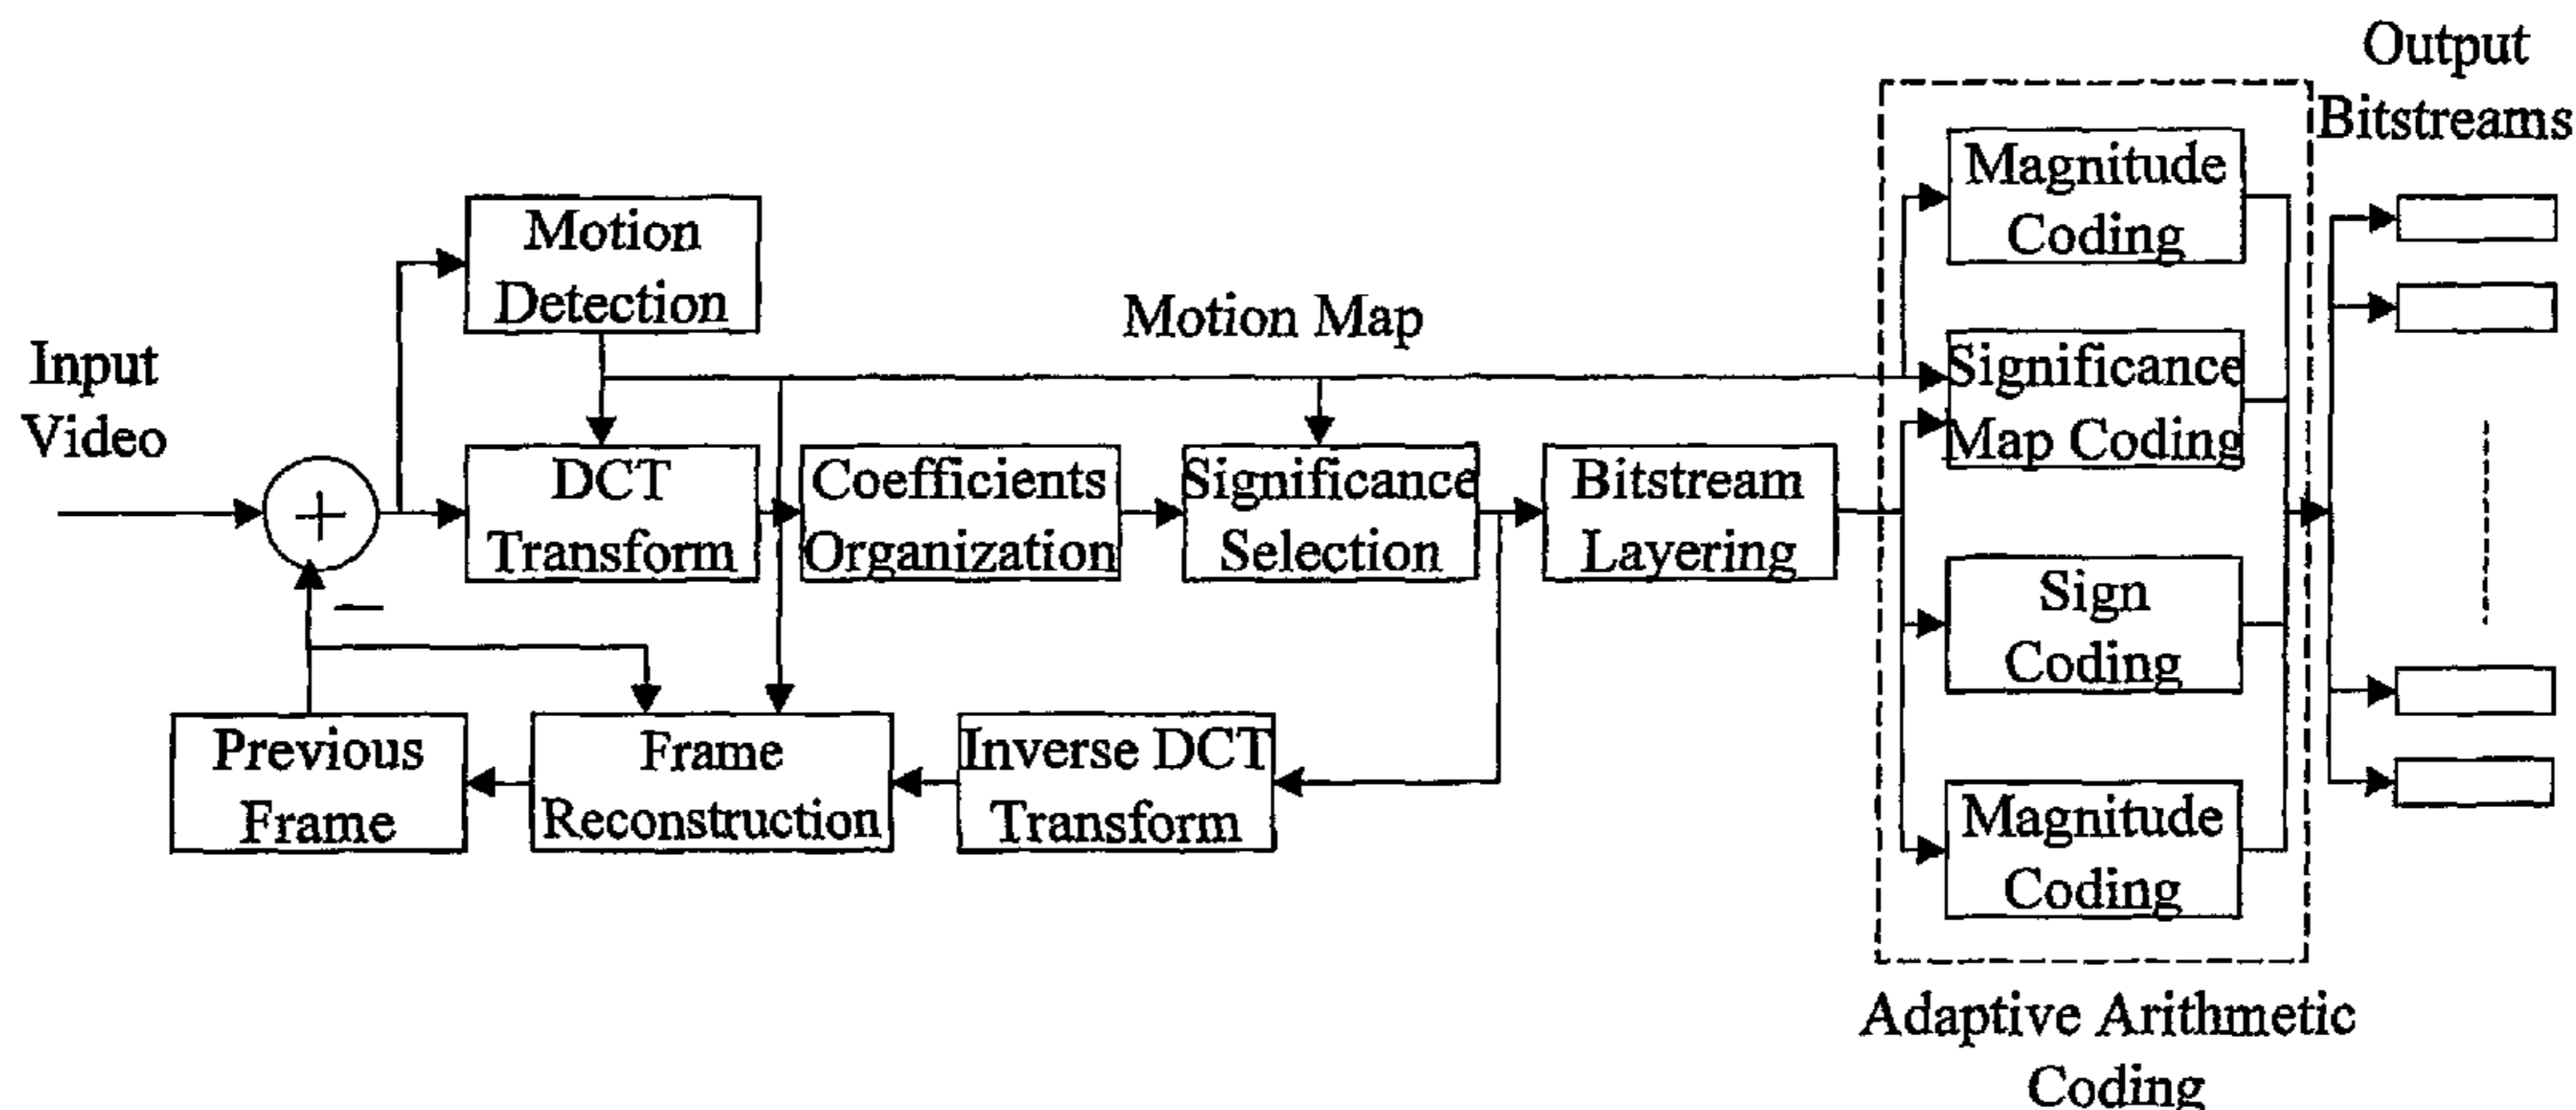 Output
Bitstreams
Magnitude
Coding
Motion
Detection
Motion Map
Input
Video
Significance
Map Coding
DCT
Transform
Coefficients
Organization
Significance
Selection
Bitstream
Layering
+
−
Sign
Coding
Previous
Frame
Frame
Reconstruction
Inverse DCT
Transform
Magnitude
Coding
Adaptive Arithmetic
Coding